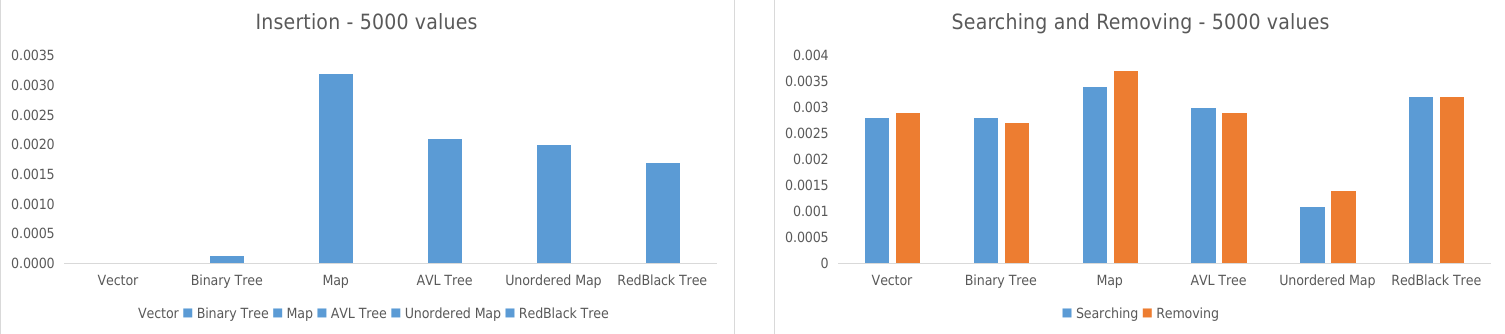 Insertion - 5000 values
0.0035
0.0030
0.0025
0.0020
0.0015
0.0010
0.0005
0.0000
Vector Binary Tree Map AVL Tree Unordered Map RedBlack Tree
Vector Binary Tree Map AVL Tree Unordered Map RedBlack Tree
Searching and Removing - 5000 values
0.004
0.0035
0.003
0.0025
0.002
0.0015
0.001
0.0005
0
Vector Binary Tree Map AVL Tree Unordered Map RedBlack Tree
Searching Removing